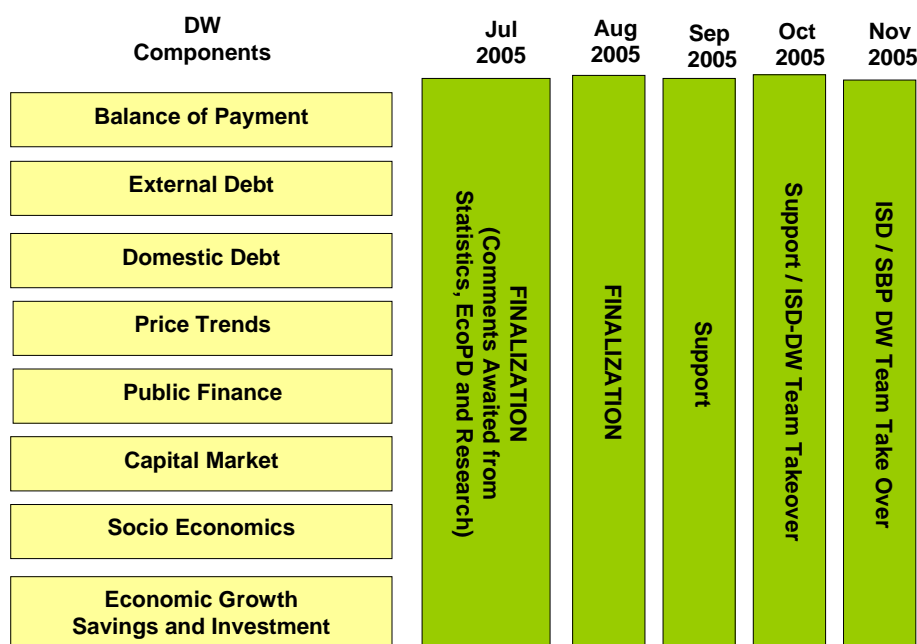 DW
Components
Jul
2005
Aug
2005
Sep
2005
Oct
2005
Nov
2005
Balance of Payment
External Debt
Domestic Debt
Price Trends
Public Finance
Capital Market
Socio Economics
Economic Growth
Savings and Investment
FINALIZATION
(Comments Awaited from
Statistics, EcoPD and Research)
FINALIZATION
Support
Support / ISD-DW Team Takeover
ISD / SBP DW Team Take Over